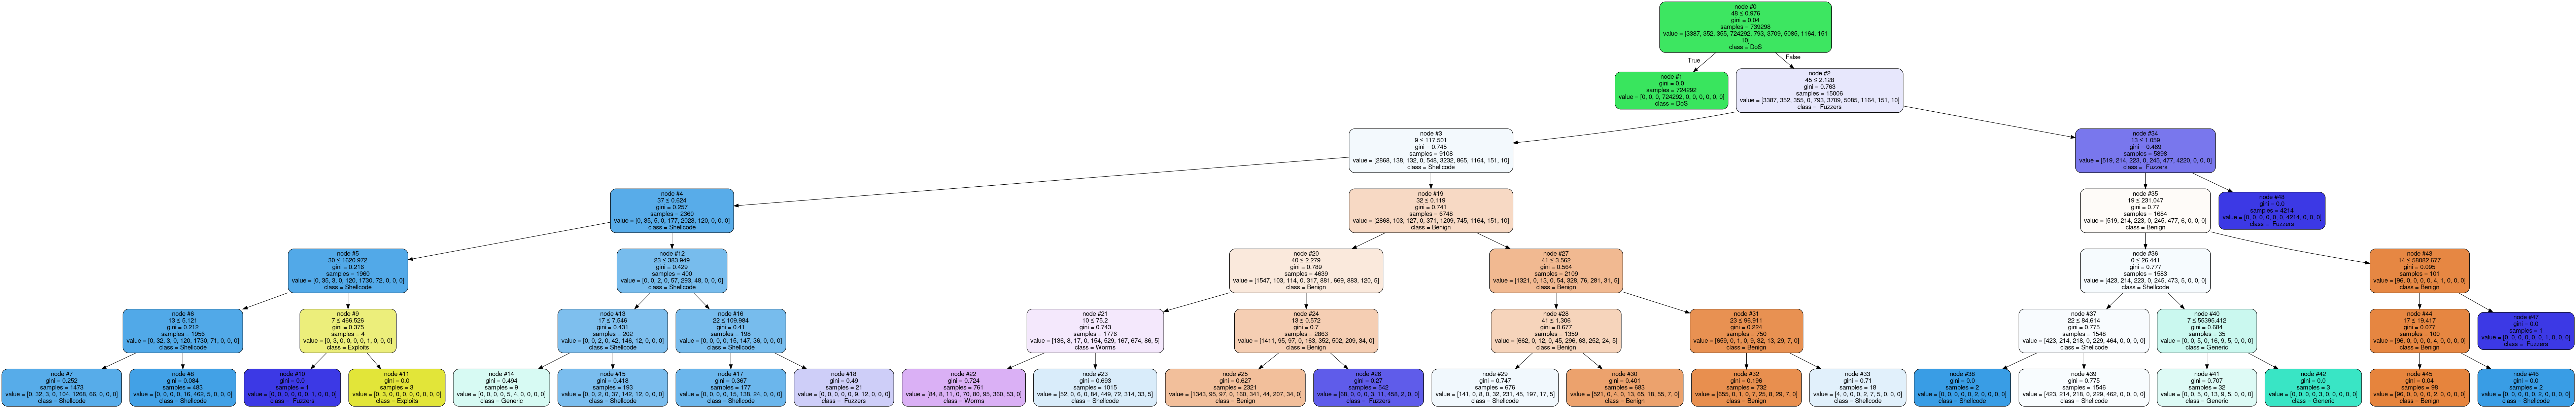 node #0
48 ≤ 0.976
gini = 0.04
samples = 739298
value = [3387, 352, 355, 724292, 793, 3709, 5085, 1164, 151
10]
class = DoS
True
False
node #1
gini = 0.0
samples = 724292
value = [0, 0, 0, 724292, 0, 0, 0, 0, 0, 0]
class = DoS
node #2
45 ≤ 2.128
gini = 0.763
samples = 15006
value = [3387, 352, 355, 0, 793, 3709, 5085, 1164, 151, 10]
class = Fuzzers
node #3
9 ≤ 117.501
gini = 0.745
samples = 9108
value = [2868, 138, 132, 0, 548, 3232, 865, 1164, 151, 10]
class = Shellcode
node #34
13 ≤ 1.059
gini = 0.469
samples = 5898
value = [519, 214, 223, 0, 245, 477, 4220, 0, 0, 0]
class = Fuzzers
node #4
37 ≤ 0.624
gini = 0.257
samples = 2360
value = [0, 35, 5, 0, 177, 2023, 120, 0, 0, 0]
class = Shellcode
node #19
32 ≤ 0.119
gini = 0.741
samples = 6748
value = [2868, 103, 127, 0, 371, 1209, 745, 1164, 151, 10]
class = Benign
node #35
19 ≤ 231.047
gini = 0.77
samples = 1684
value = [519, 214, 223, 0, 245, 477, 6, 0, 0, 0]
class = Benign
node #48
gini = 0.0
samples = 4214
value = [0, 0, 0, 0, 0, 0, 4214, 0, 0, 0]
class = Fuzzers
node #5
30 ≤ 1620.972
gini = 0.216
samples = 1960
value = [0, 35, 3, 0, 120, 1730, 72, 0, 0, 0]
class = Shellcode
node #12
23 ≤ 383.949
gini = 0.429
samples = 400
value = [0, 0, 2, 0, 57, 293, 48, 0, 0, 0]
class = Shellcode
node #20
40 ≤ 2.279
gini = 0.789
samples = 4639
value = [1547, 103, 114, 0, 317, 881, 669, 883, 120, 5]
class = Benign
node #27
41 ≤ 3.562
gini = 0.564
samples = 2109
value = [1321, 0, 13, 0, 54, 328, 76, 281, 31, 5]
class = Benign
node #36
0 ≤ 26.441
gini = 0.777
samples = 1583
value = [423, 214, 223, 0, 245, 473, 5, 0, 0, 0]
class = Shellcode
node #43
14 ≤ 58082.677
gini = 0.095
samples = 101
value = [96, 0, 0, 0, 0, 4, 1, 0, 0, 0]
class = Benign
node #6
13 ≤ 5.121
gini = 0.212
samples = 1956
value = [0, 32, 3, 0, 120, 1730, 71, 0, 0, 0]
class = Shellcode
node #9
7 ≤ 466.526
gini = 0.375
samples = 4
value = [0, 3, 0, 0, 0, 0, 1, 0, 0, 0]
class = Exploits
node #13
17 ≤ 7.546
gini = 0.431
samples = 202
value = [0, 0, 2, 0, 42, 146, 12, 0, 0, 0]
class = Shellcode
node #16
22 ≤ 109.984
gini = 0.41
samples = 198
value = [0, 0, 0, 0, 15, 147, 36, 0, 0, 0]
class = Shellcode
node #21
10 ≤ 75.2
gini = 0.743
samples = 1776
value = [136, 8, 17, 0, 154, 529, 167, 674, 86, 5]
class = Worms
node #24
13 ≤ 0.572
gini = 0.7
samples = 2863
value = [1411, 95, 97, 0, 163, 352, 502, 209, 34, 0]
class = Benign
node #28
41 ≤ 1.306
gini = 0.677
samples = 1359
value = [662, 0, 12, 0, 45, 296, 63, 252, 24, 5]
class = Benign
node #31
23 ≤ 96.911
gini = 0.224
samples = 750
value = [659, 0, 1, 0, 9, 32, 13, 29, 7, 0]
class = Benign
node #37
22 ≤ 84.614
gini = 0.775
samples = 1548
value = [423, 214, 218, 0, 229, 464, 0, 0, 0, 0]
class = Shellcode
node #40
7 ≤ 55395.412
gini = 0.684
samples = 35
value = [0, 0, 5, 0, 16, 9, 5, 0, 0, 0]
class = Generic
node #44
17 ≤ 19.417
gini = 0.077
samples = 100
value = [96, 0, 0, 0, 0, 4, 0, 0, 0, 0]
class = Benign
node #47
gini = 0.0
samples = 1
value = [0, 0, 0, 0, 0, 0, 1, 0, 0, 0]
class = Fuzzers
node #7
gini = 0.252
samples = 1473
value = [0, 32, 3, 0, 104, 1268, 66, 0, 0, 0]
class = Shellcode
node #8
gini = 0.084
samples = 483
value = [0, 0, 0, 0, 16, 462, 5, 0, 0, 0]
class = Shellcode
node #10
gini = 0.0
samples = 1
value = [0, 0, 0, 0, 0, 0, 1, 0, 0, 0]
class = Fuzzers
node #11
gini = 0.0
samples = 3
value = [0, 3, 0, 0, 0, 0, 0, 0, 0, 0]
class = Exploits
node #14
gini = 0.494
samples = 9
value = [0, 0, 0, 0, 5, 4, 0, 0, 0, 0]
class = Generic
node #15
gini = 0.418
samples = 193
value = [0, 0, 2, 0, 37, 142, 12, 0, 0, 0]
class = Shellcode
node #17
gini = 0.367
samples = 177
value = [0, 0, 0, 0, 15, 138, 24, 0, 0, 0]
class = Shellcode
node #18
gini = 0.49
samples = 21
value = [0, 0, 0, 0, 0, 9, 12, 0, 0, 0]
class = Fuzzers
node #22
gini = 0.724
samples = 761
value = [84, 8, 11, 0, 70, 80, 95, 360, 53, 0]
class = Worms
node #23
gini = 0.693
samples = 1015
value = [52, 0, 6, 0, 84, 449, 72, 314, 33, 5]
class = Shellcode
node #25
gini = 0.627
samples = 2321
value = [1343, 95, 97, 0, 160, 341, 44, 207, 34, 0]
class = Benign
node #26
gini = 0.27
samples = 542
value = [68, 0, 0, 0, 3, 11, 458, 2, 0, 0]
class = Fuzzers
node #29
gini = 0.747
samples = 676
value = [141, 0, 8, 0, 32, 231, 45, 197, 17, 5]
class = Shellcode
node #30
gini = 0.401
samples = 683
value = [521, 0, 4, 0, 13, 65, 18, 55, 7, 0]
class = Benign
node #32
gini = 0.196
samples = 732
value = [655, 0, 1, 0, 7, 25, 8, 29, 7, 0]
class = Benign
node #33
gini = 0.71
samples = 18
value = [4, 0, 0, 0, 2, 7, 5, 0, 0, 0]
class = Shellcode
node #38
gini = 0.0
samples = 2
value = [0, 0, 0, 0, 0, 2, 0, 0, 0, 0]
class = Shellcode
node #39
gini = 0.775
samples = 1546
value = [423, 214, 218, 0, 229, 462, 0, 0, 0, 0]
class = Shellcode
node #41
gini = 0.707
samples = 32
value = [0, 0, 5, 0, 13, 9, 5, 0, 0, 0]
class = Generic
node #42
gini = 0.0
samples = 3
value = [0, 0, 0, 0, 3, 0, 0, 0, 0, 0]
class = Generic
node #45
gini = 0.04
samples = 98
value = [96, 0, 0, 0, 0, 2, 0, 0, 0, 0]
class = Benign
node #46
gini = 0.0
samples = 2
value = [0, 0, 0, 0, 0, 2, 0, 0, 0, 0]
class = Shellcode